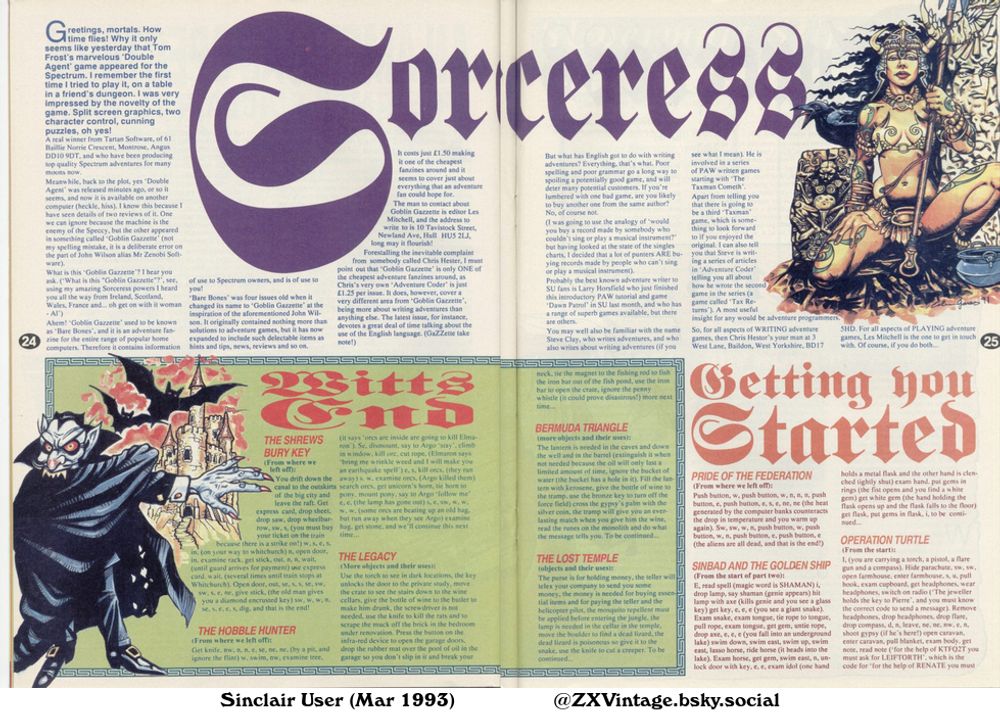 Sorceress
Greetings, mortals. How
time flies! Why it only
seems like yesterday that Tom
Frost's marvelous 'Double
Agent' game appeared for the
Spectrum. I remember the first
time I tried to play it, on a table
in a friend's dungeon. I was very
impressed by the novelty of the
game. Split screen graphics, two
character control, cunning
puzzles, oh yes!
A real winner from Tartan Software, of 61
Baillie Norrie Crescent, Montrose, Angus
DD10 9DT, and who have been producing
top quality Spectrum adventures for many
moons now.
Meanwhile, back to the plot, yes 'Double
Agent' was released minutes ago, or so it
seems, and now it is available on another
computer (heckle, hiss). I know this because I
have seen details of two reviews of it. One
we can ignore because the machine is the
enemy of the Speccy, but the other appeared
in something called 'Goblin Gazzette' (not
my spelling mistake, it is a deliberate error on
the part of John Wilson alias Mr Zenobi Soft-
ware).
What is this 'Goblin Gazzette'? I hear you
ask. ('What is this "Goblin Gazzette"?', see,
using my amazing Sorceress powers I heard
you all the way from Ireland, Scotland,
Wales, France and... oh get on with it woman
- Al')
Ahem! 'Goblin Gazzette' used to be known
as 'Bare Bones', and it is an adventure fan-
zine for the entire range of popular home
computers. Therefore it contains information
24
of use to Spectrum owners, and is of use to
you!
'Bare Bones' was four issues old when it
changed its name to 'Goblin Gazzette' at the
inspiration of the aforementioned John Wil-
son. It originally contained nothing more than
solutions to adventure games, but it has now
expanded to include such delectable items as
hints and tips, news, reviews and so on.
It costs just £1.50 making
it one of the cheapest
fanzines around and it
seems to cover just about
everything that an adventure
fan could hope for.
The man to contact about
Goblin Gazzette is editor Les
Mitchell, and the address to
write to is 10 Tavistock Street,
Newland Ave, Hull HU5 2LJ,
long may it flourish!
Forestalling the inevitable complaint
from somebody called Chris Hester, I must
point out that 'Goblin Gazzette' is only ONE of
the cheapest adventure fanzines around, as
Chris's very own 'Adventure Coder' is just
£1.25 per issue. It does, however, cover a
very different area from 'Goblin Gazzette',
being more about writing adventures than
anything else. The latest issue, for instance,
devotes a great deal of time talking about the
use of the English language. (GaZZette take
note!)
But what has English got to do with writing
adventures? Everything, that's what. Poor
spelling and poor grammar go a long way to
spoiling a potentially good game, and will
deter many potential customers. If you're
lumbered with one bad game, are you likely
to buy another one from the same author?
No, of course not.
(I was going to use the analogy of 'would
you buy a record made by somebody who
couldn't sing or play a musical instrument?'
but having looked at the state of the singles
charts, I decided that a lot of punters ARE bu-
ying records made by people who can't sing
or play a musical instrument).
Probably the best known adventure writer to
SU fans is Larry Horsfield who just finished
this introductory PAW tutorial and game
'Dawn Patrol' in SU last month, and who has
a range of superb games available, but there
are others.
You may well also be familiar with the name
Steve Clay, who writes adventures, and who
also writes about writing adventures (if you
see what I mean). He is
involved in a series
of PAW written games
starting with 'The
Taxman Cometh'.
Apart from telling you
that there is going to
be a third 'Taxman'
game, which is some-
thing to look forward
to if you enjoyed the
original. I can also tell
you that Steve is writ-
ing a series of articles
in 'Adventure Coder'
telling you all about
how he wrote the second
game in the series (a
game called 'Tax Re-
turns'). A most useful
insight for any would be adventure programmers.
So, for all aspects of WRITING adventure
games, then Chris Hestor's your man at 3
West Lane, Baildon, West Yorkshire, BD17
5HD. For all aspects of PLAYING adventure
games, Les Mitchell is the one to get in touch
with. Of course, if you do both...
25
Witts
End
THE SHREWS
BURY KEY
(From where we
left off):
You drift down the
canal to the outskirts
of the big city and
leave the raft. Get
express card, drop sheet,
drop saw, drop wheelbar-
row, sw, s, (you must buy
your ticket on the train
because there is a strike on!) w, s, e, s,
in, (on your way to whitchurch) n, open door,
in, examine rack, get stick, out, n, n, wait,
(until guard arrives for payment) use express
card, wait, (several times until train stops at
Whitchurch). Open door, out, se, s, s, se, sw,
sw, s, e, ne, give stick, (the old man gives
you a diamond encrusted key) sw, w, w, n,
se, s, e, e, s, dig, and that is the end!
THE HOBBLE HUNTER
(From where we left off):
Get knife, nw, n, n, e, se, ne, ne, (by a pit, and
ignore the flint) w, swim, nw, examine tree,
(it says 'orcs are inside are going to kill Elma-
ron'). Se, dismount, say to Argo 'stay', climb
in window, kill orc, cut rope, (Elmaron says
'bring me wrinkle weed and I will make you
an earthquake spell') e, s, kill orcs, (they run
away) s, w, examine orcs, (Argo killed them)
search orcs, get unicorn's horn, tie horn to
pony, mount pony, say to Argo 'follow me'
e, e, (the lamp has gone out) s, e, sw, w, w,
w, w, (some orcs are beating up an old hag,
but run away when they see Argo) examine
hag, get stone, and we'll continue this next
time...
THE LEGACY
(More objects and their uses):
Use the torch to see in dark locations, the key
unlocks the door to the private study, move
the crate to see the stairs down to the wine
cellars, give the bottle of wine to the butler to
make him drunk, the screwdriver is not
needed, use the knife to kill the rats and to
scrape the muck off the brick in the bedroom
under renovation. Press the button on the
infra-red device to open the garage doors,
drop the rubber mat over the pool of oil in the
garage so you don't slip in it and break your
neck, tie the magnet to the fishing rod to fish
the iron bar out of the fish pond, use the iron
bar to open the crate, ignore the penny
whistle (it could prove disastrous!) more next
time...
BERMUDA TRIANGLE
(more objects and their uses):
The lantern is needed in the caves and down
the well and in the barrel (extinguish it when
not needed because the oil will only last a
limited amount of time, ignore the bucket of
water (the bucket has a hole in it). Fill the lan-
tern with kerosene, give the bottle of wine to
the tramp, use the bronze key to turn off the
force field) cross the gypsy's palm with the
silver coin, the tramp will give you an ever-
lasting match when you give him the wine,
read the runes on the monolith and do what
the message tells you. To be continued...
THE LOST TEMPLE
(objects and their uses):
The purse is for holding money, the teller will
telex your company to send you some
money, the money is needed for buying essen-
tial items and for paying the teller and the
helicopter pilot, the mosquito repellent must
be applied before entering the jungle, the
lamp is needed in the cellar in the temple,
move the boulder to find a dead lizard, the
dead lizard is poisonous so give it to the
snake, use the knife to cut a creeper. To be
continued...
Getting you
Started
PRIDE OF THE FEDERATION
(From where we left off):
Push button, w, push button, w, n, n, n, push
button, e, push button, e, s, e, ne, ne (the heat
generated by the computer banks counteracts
the drop in temperature and you warm up
again). Sw, sw, w, n, push button, w, push
button, w, n, n, push button, e, push button, e
(the aliens are all dead, and that is the end!)
SINBAD AND THE GOLDEN SHIP
(From the start of part two):
E, read spell (magic word is SHAMAN) i,
drop lamp, say shaman (genie appears) hit
lamp with axe (kills genie and you see a glass
key) get key, e, e, e (you see a giant snake).
Exam snake, exam tongue, tie rope to tongue,
pull rope, exam tongue, get gem, untie rope,
drop axe, e, e, e (you fall into an underground
lake) swim down, swim east, swim up, swim
east, lasso horse, ride horse (it heads into the
lake). Exam horse, get gem, swim east, n, un-
lock door with key, e, e, exam idol (one hand
holds a metal flask and the other hand is clen-
ched (tightly shut) exam hand, put gems in
rings (the fist opens and you find a white
gem) get white gem (the hand holding the
flask opens up and the flask falls to the floor)
get flask, put gems in flask, i, to be conti-
nued...
OPERATION TURTLE
(From the start):
I, (you are carrying a torch, a pistol, a flare
gun and a compass). Hide parachute, sw, sw,
open farmhouse, enter farmhouse, s, u, pull
nail, exam cupboard, get headphones, wear
headphones, switch on radio ('The jeweller
holds the key to Pierre', and you must know
the correct code to send a message). Remove
headphones, drop headphones, drop flare,
drop compass, d, n, leave, ne, ne, nw, e, n,
shoot gypsy (if he's here!) open caravan,
enter caravan, pull blanket, exam body, get
note, read note ('for the help of KTFQ2T you
must ask for LEIFTORTH', which is the
code for 'for the help of RENATE you must
Sinclair User (Mar 1993)
@ZXVintage.bsky.social